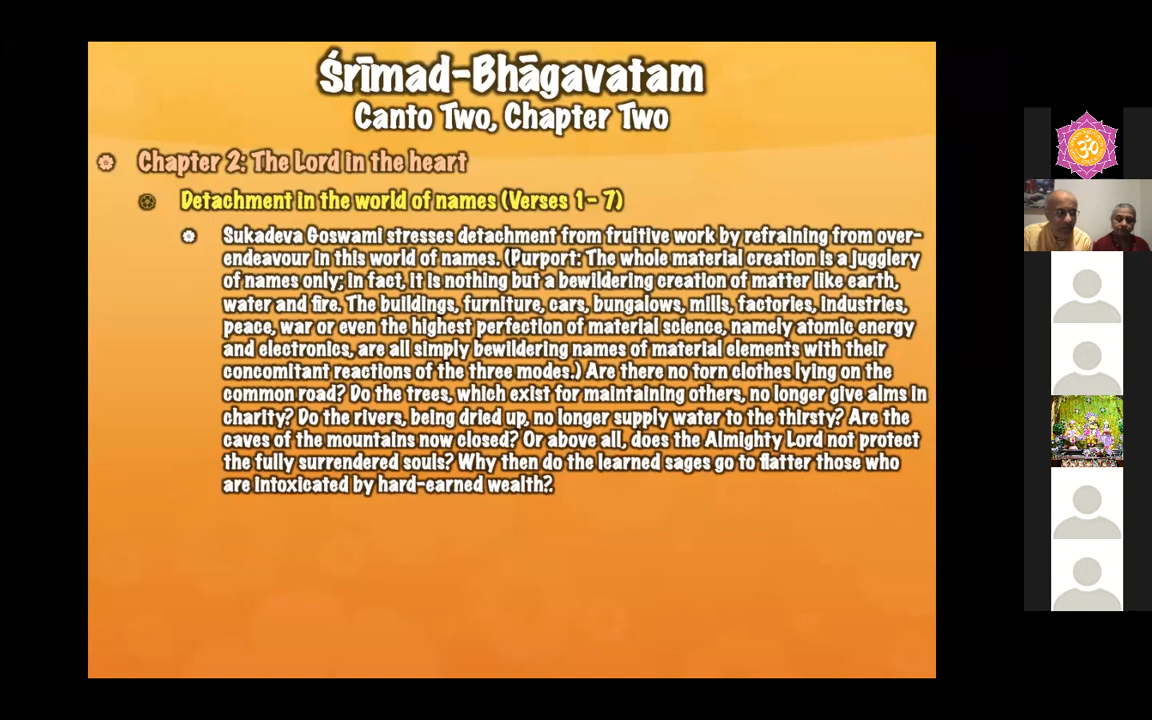 Śrīmad-Bhāgavatam
Canto Two, Chapter Two
Chapter 2: The Lord in the heart
Detachment in the world of names (Verses 1- 7)
Sukadeva Goswami stresses detachment from fruitive work by refraining from over-
endeavour in this world of names. (Purport: The whole material creation is a jugglery
of names only; in fact, it is nothing but a bewildering creation of matter like earth,
water and fire. The buildings, furniture, cars, bungalows, mills, factories, industries,
peace, war or even the highest perfection of material science, namely atomic energy
and electronics, are all simply bewildering names of material elements with their
concomitant reactions of the three modes.) Are there no torn clothes lying on the
common road? Do the trees, which exist for maintaining others, no longer give alms in
charity? Do the rivers, being dried up, no longer supply water to the thirsty? Are the
caves of the mountains now closed? Or above all, does the Almighty Lord not protect
the fully surrendered souls? Why then do the learned sages go to flatter those who
are intoxicated by hard-earned wealth?.
ॐ